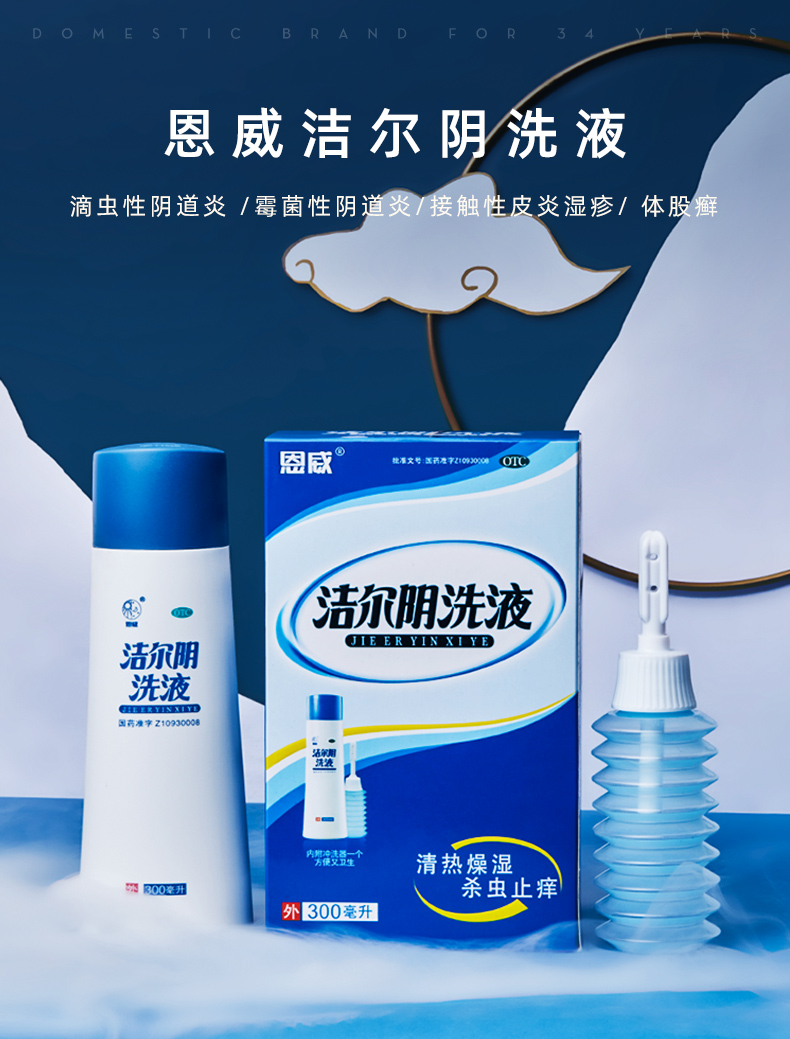 DOMESTIC BRAND FOR 34 YEARS
恩威洁尔阴洗液
滴虫性阴道炎 /霉菌性阴道炎/接触性皮炎湿疹/ 体股癣
恩威®
批准文号:国药准字Z10930008 OTC
洁尔阴洗液
JIE ER YIN XI YE
恩威
OTC
洁尔阴
洗液
JIE ER YIN XI YE
国药准字 Z10930008
外 300毫升
洁尔阴
洗液
内附冲洗器一个
方便又卫生
清热燥湿
杀虫止痒
外 300毫升